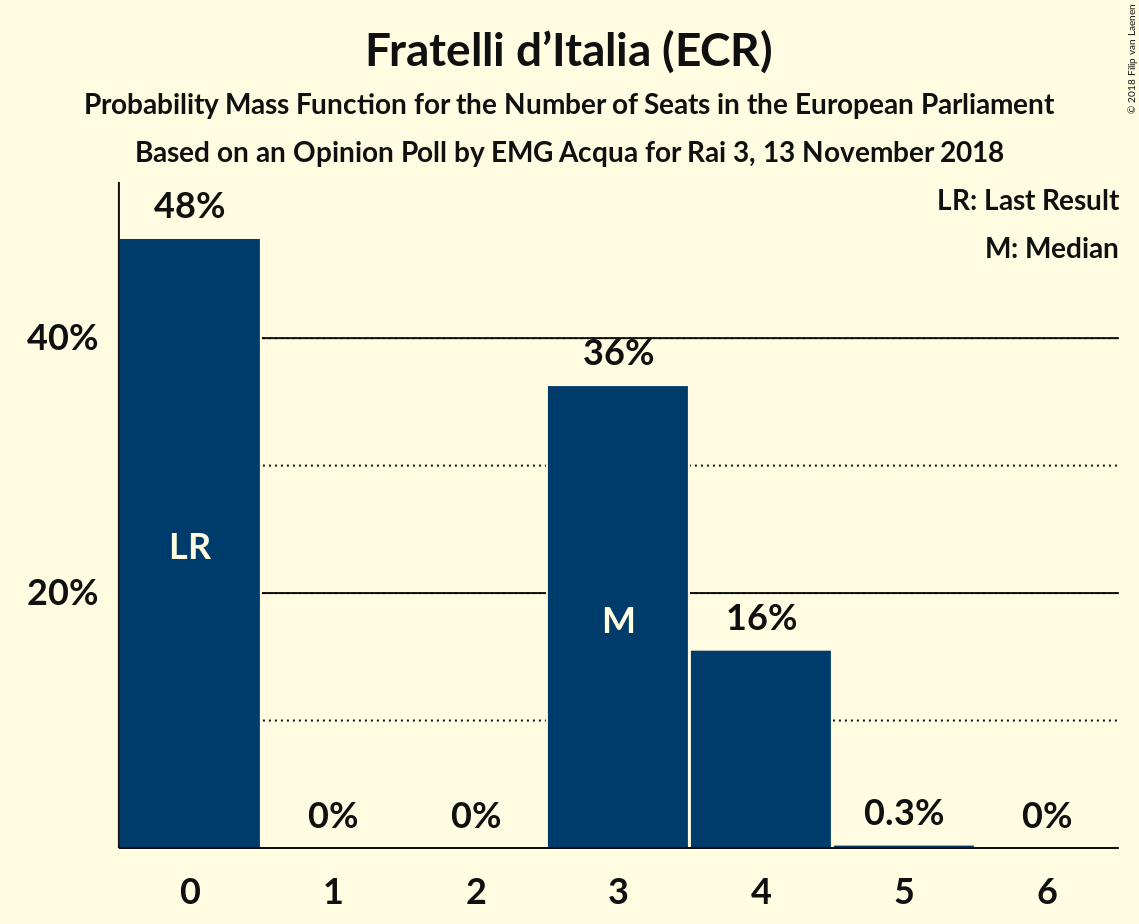 Fratelli d’Italia (ECR)
Probability Mass Function for the Number of Seats in the European Parliament
Based on an Opinion Poll by EMG Acqua for Rai 3, 13 November 2018
© 2018 Filip van Laenen
LR: Last Result
M: Median
48%
40%
36%
LR
20%
M
16%
0%
0%
0.3%
0%
0
1
2
3
4
5
6